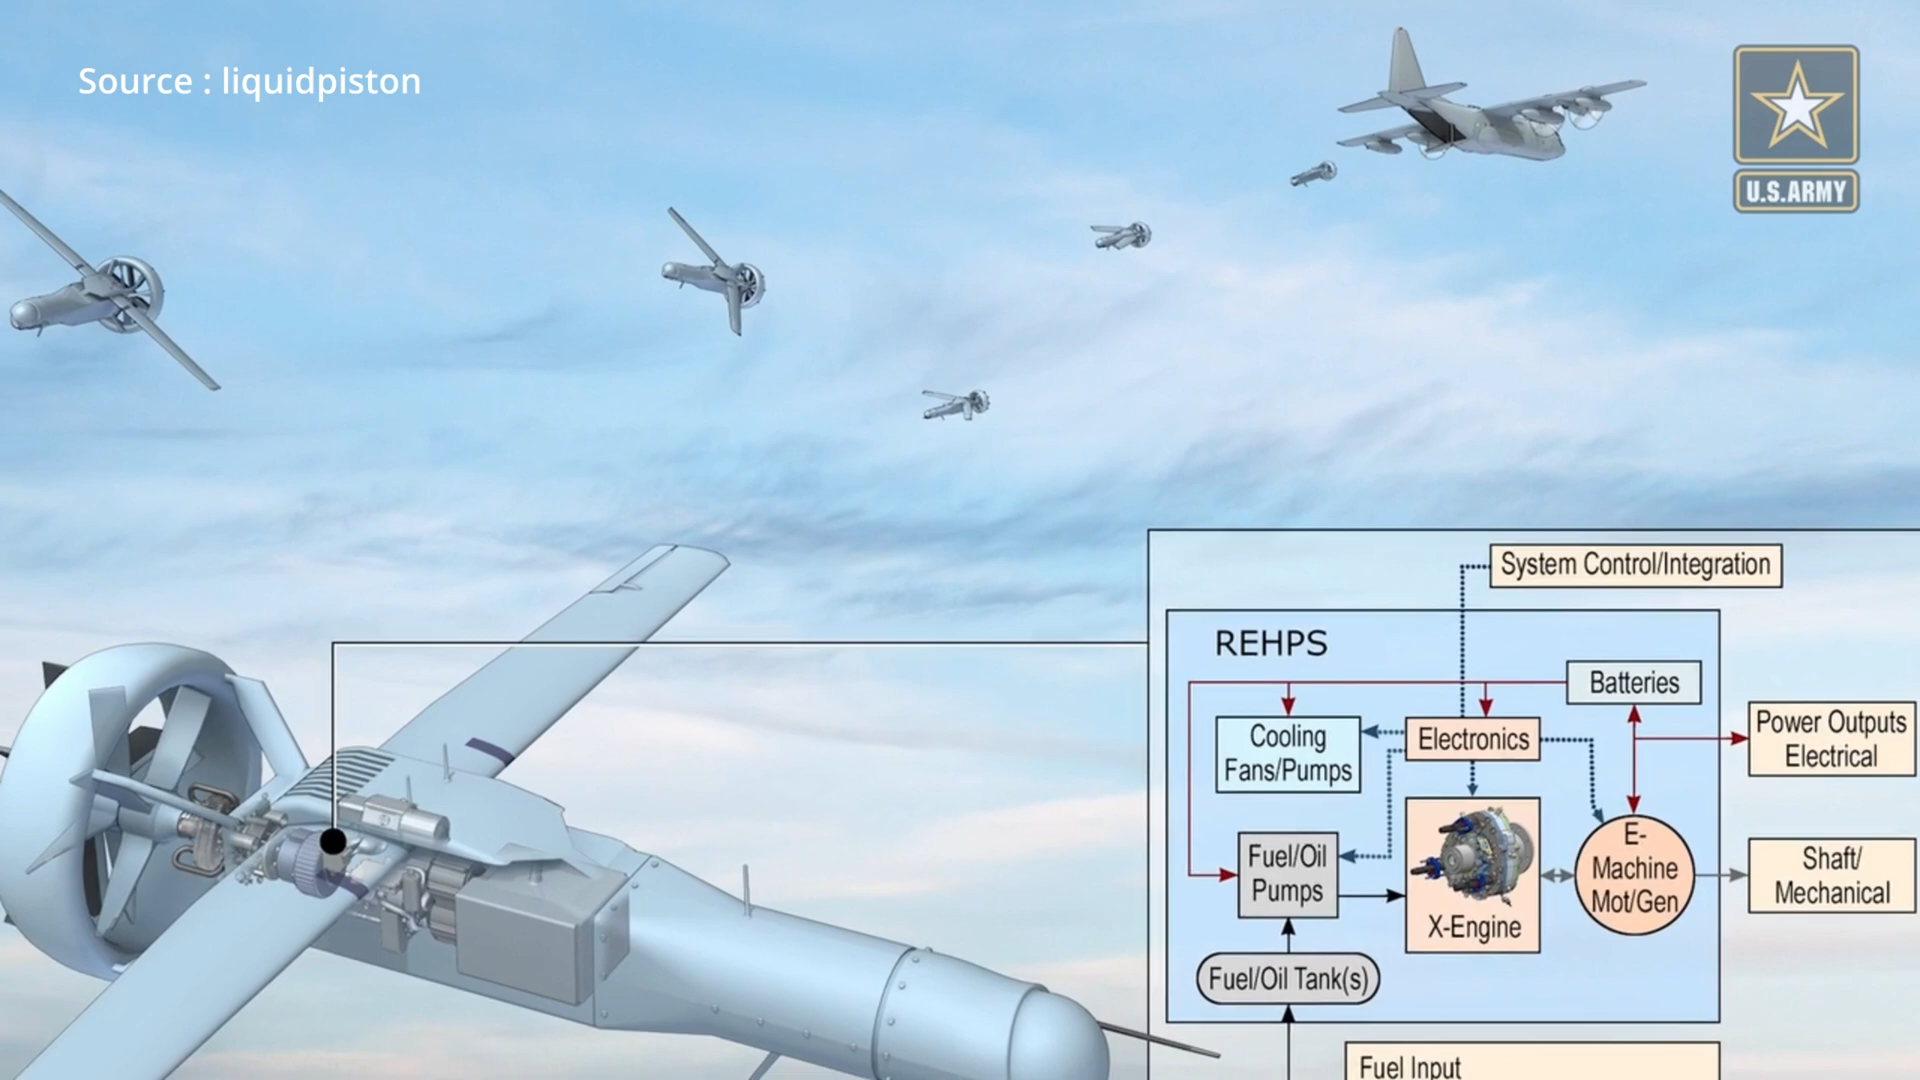 Source : liquidpiston
U.S.ARMY
System Control/Integration
REHPS
Batteries
Cooling
Fans/Pumps
Electronics
Power Outputs
Electrical
Fuel/Oil
Pumps
X-Engine
E-
Machine
Mot/Gen
Shaft/
Mechanical
Fuel/Oil Tank(s)
Fuel Input